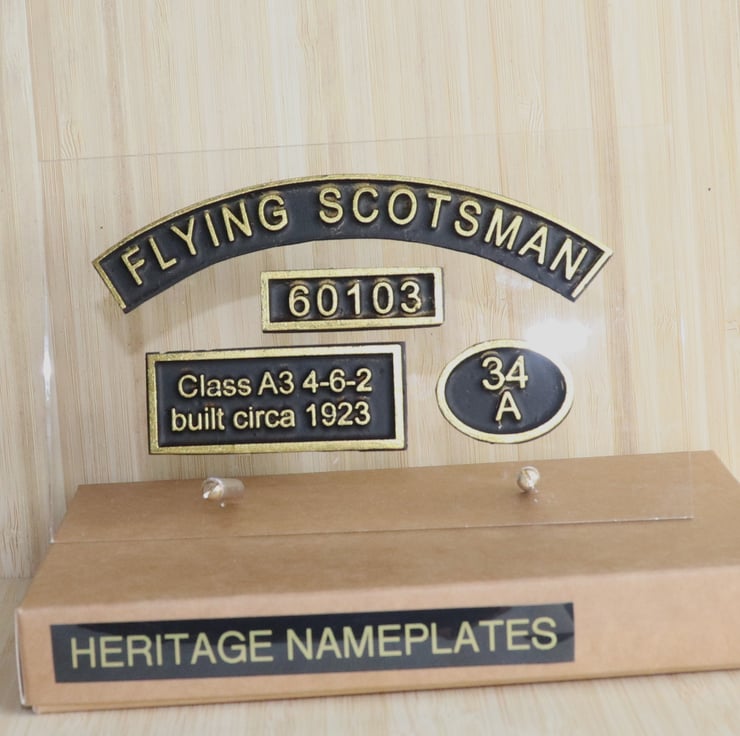 FLYING SCOTSMAN
60103
Class A3 4-6-2
built circa 1923
34
A
HERITAGE NAMEPLATES